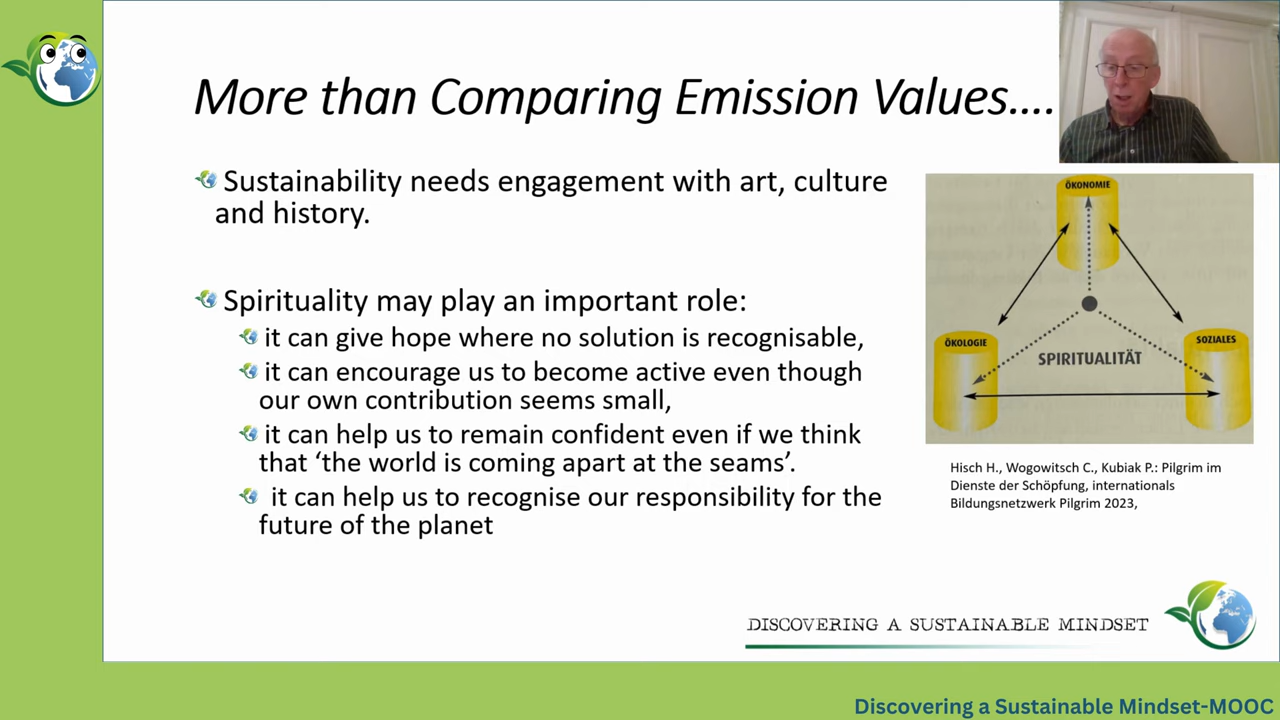 More than Comparing Emission Values....
Sustainability needs engagement with art, culture
and history.
Spirituality may play an important role:
it can give hope where no solution is recognisable,
it can encourage us to become active even though
our own contribution seems small,
it can help us to remain confident even if we think
that ‘the world is coming apart at the seams’.
it can help us to recognise our responsibility for the
future of the planet
ÖKONOMIE
ÖKOLOGIE
SOZIALES
SPIRITUALITÄT
Hisch H., Wogowitsch C., Kubiak P.: Pilgrim im
Dienste der Schöpfung, internationals
Bildungsnetzwerk Pilgrim 2023,
DISCOVERING A SUSTAINABLE MINDSET
Discovering a Sustainable Mindset-MOOC